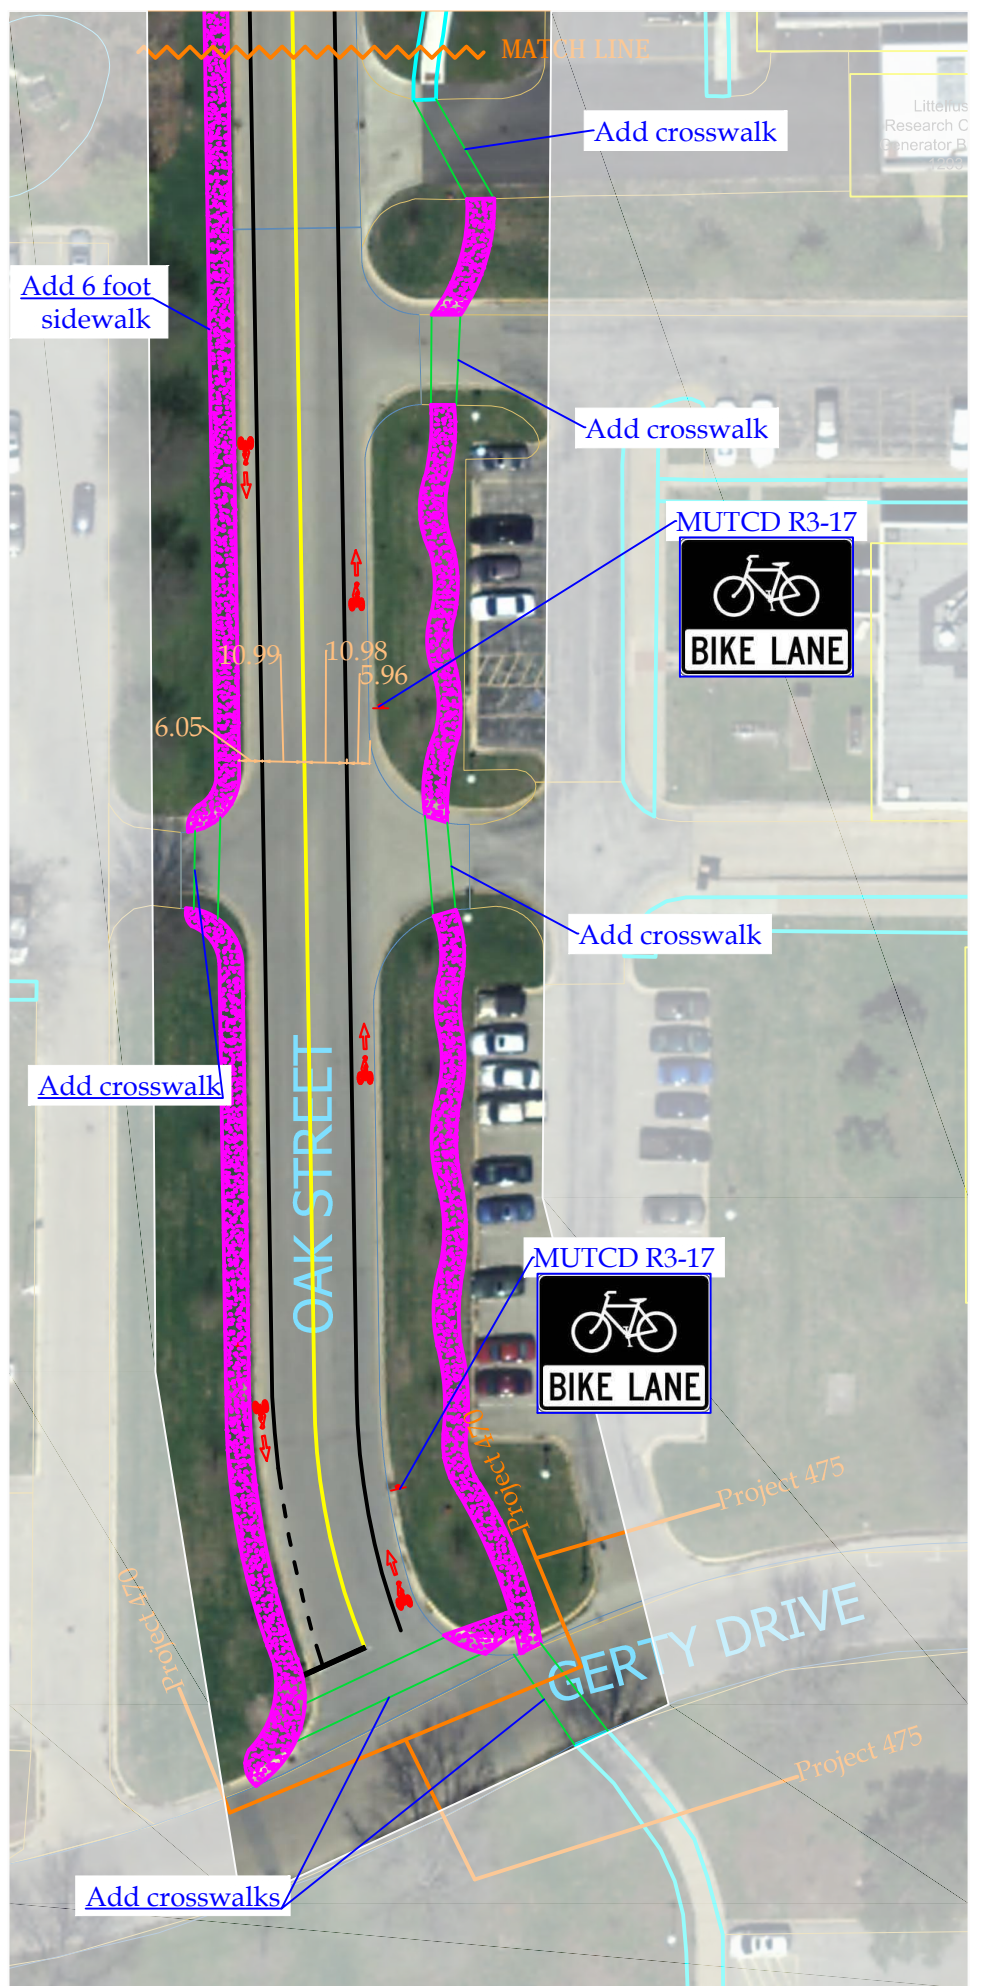 MATCH LINE
Research
Add crosswalk
Add 6 foot
sidewalk
Add crosswalk
MUTCD R3-17
BIKE LANE
10.99
10.98
5.96
6.05
Add crosswalk
OAK STREET
Add crosswalk
MUTCD R3-17
BIKE LANE
Project 470
Project 475
Project 470
GERTY DRIVE
Project 475
Add crosswalks